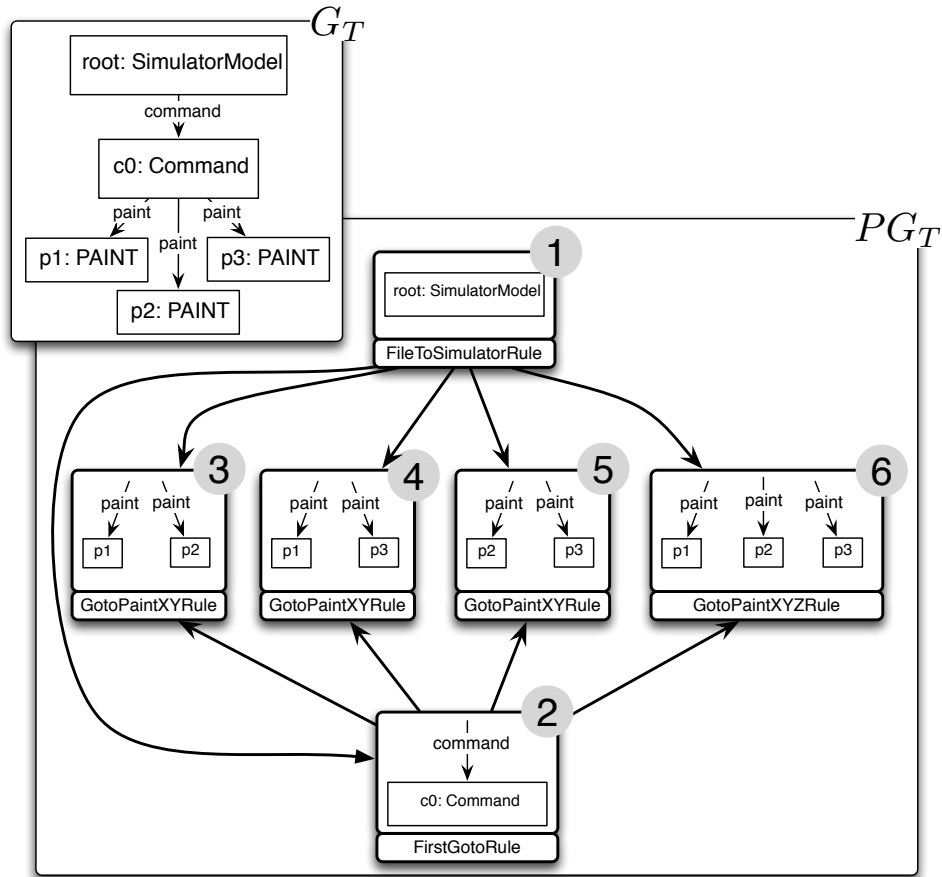 G_T
root: SimulatorModel
command
c0: Command
paint paint
paint
p1: PAINT p3: PAINT
p2: PAINT
PG_T
1
root: SimulatorModel
FileToSimulatorRule
3
paint paint
p1 p2
GotoPaintXYRule
4
paint paint
p1 p3
GotoPaintXYRule
5
paint paint
p2 p3
GotoPaintXYRule
6
paint paint paint
p1 p2 p3
GotoPaintXYZRule
2
command
c0: Command
FirstGotoRule